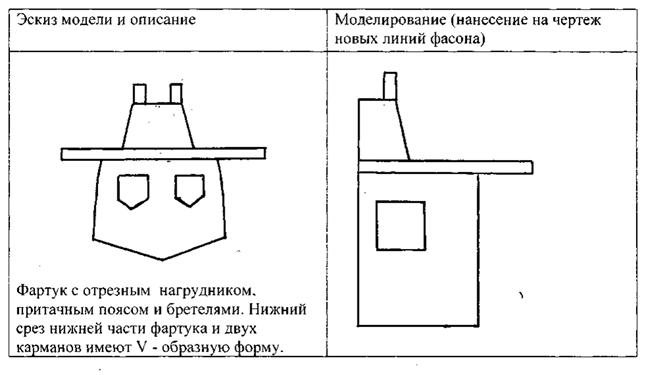 Эскиз модели и описание
Моделирование (нанесение на чертеж
новых линий фасона)
Фартук с отрезным нагрудником,
притачным поясом и бретелями. Нижний
срез нижней части фартука и двух
карманов имеют V - образную форму.